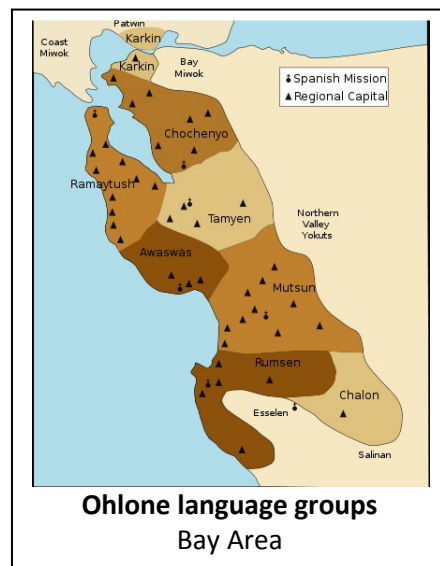 Patwin
Karkin
Coast
Miwok
Karkin
Bay
Miwok
Spanish Mission
Regional Capital
Chochenyo
Ramaytush
Tamyen
Northern
Valley
Yokuts
Awaswas
Mutsun
Rumsen
Chalon
Esselen
Salinan
Ohlone language groups
Bay Area